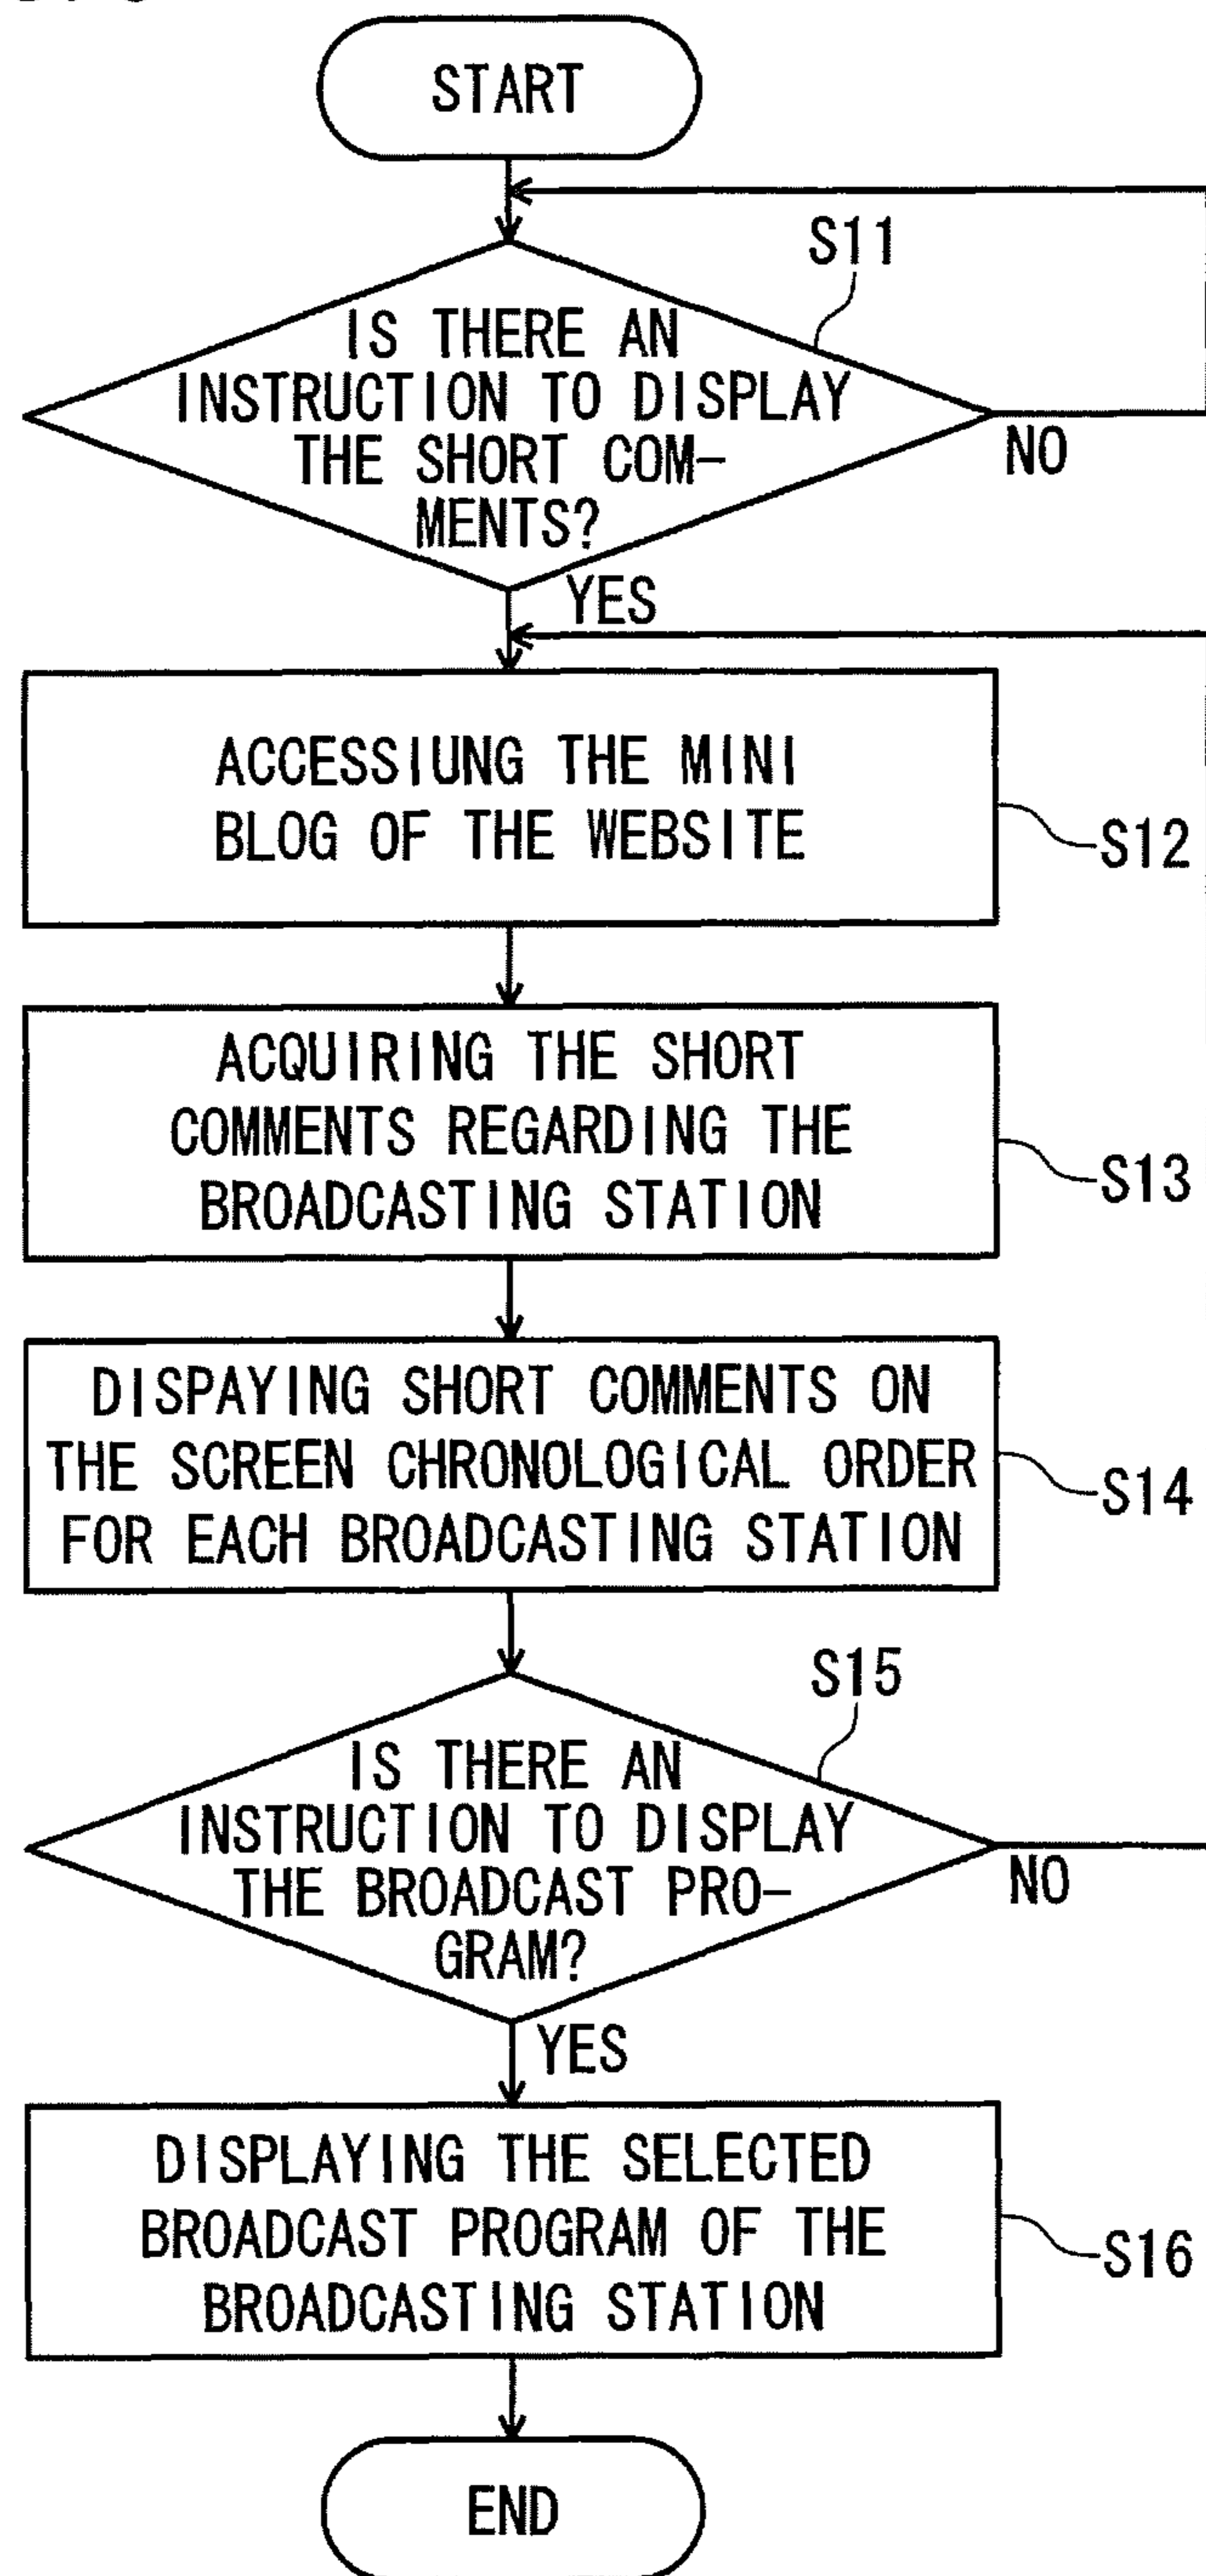 START
S11
IS THERE AN
INSTRUCTION TO DISPLAY
THE SHORT COM-
MENTS?
NO
YES
ACCESSIUNG THE MINI
BLOG OF THE WEBSITE
S12
ACQUIRING THE SHORT
COMMENTS REGARDING THE
BROADCASTING STATION
S13
DISPAYING SHORT COMMENTS ON
THE SCREEN CHRONOLOGICAL ORDER
FOR EACH BROADCASTING STATION
S14
S15
IS THERE AN
INSTRUCTION TO DISPLAY
THE BROADCAST PRO-
GRAM?
NO
YES
DISPLAYING THE SELECTED
BROADCAST PROGRAM OF THE
BROADCASTING STATION
S16
END